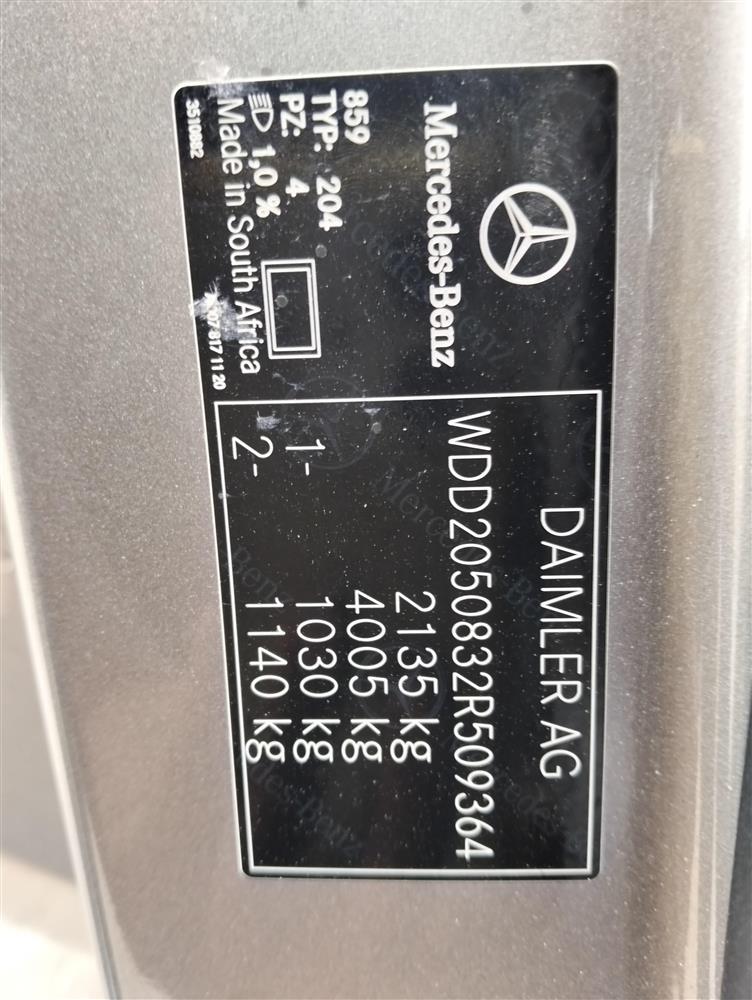 Mercedes-Benz
859
TYP: 204
PZ: 4
1,0 %
Made in South Africa
3510882
DAIMLER AG
WDD2050832R509364
2135 kg
4005 kg
1- 1030 kg
2- 1140 kg